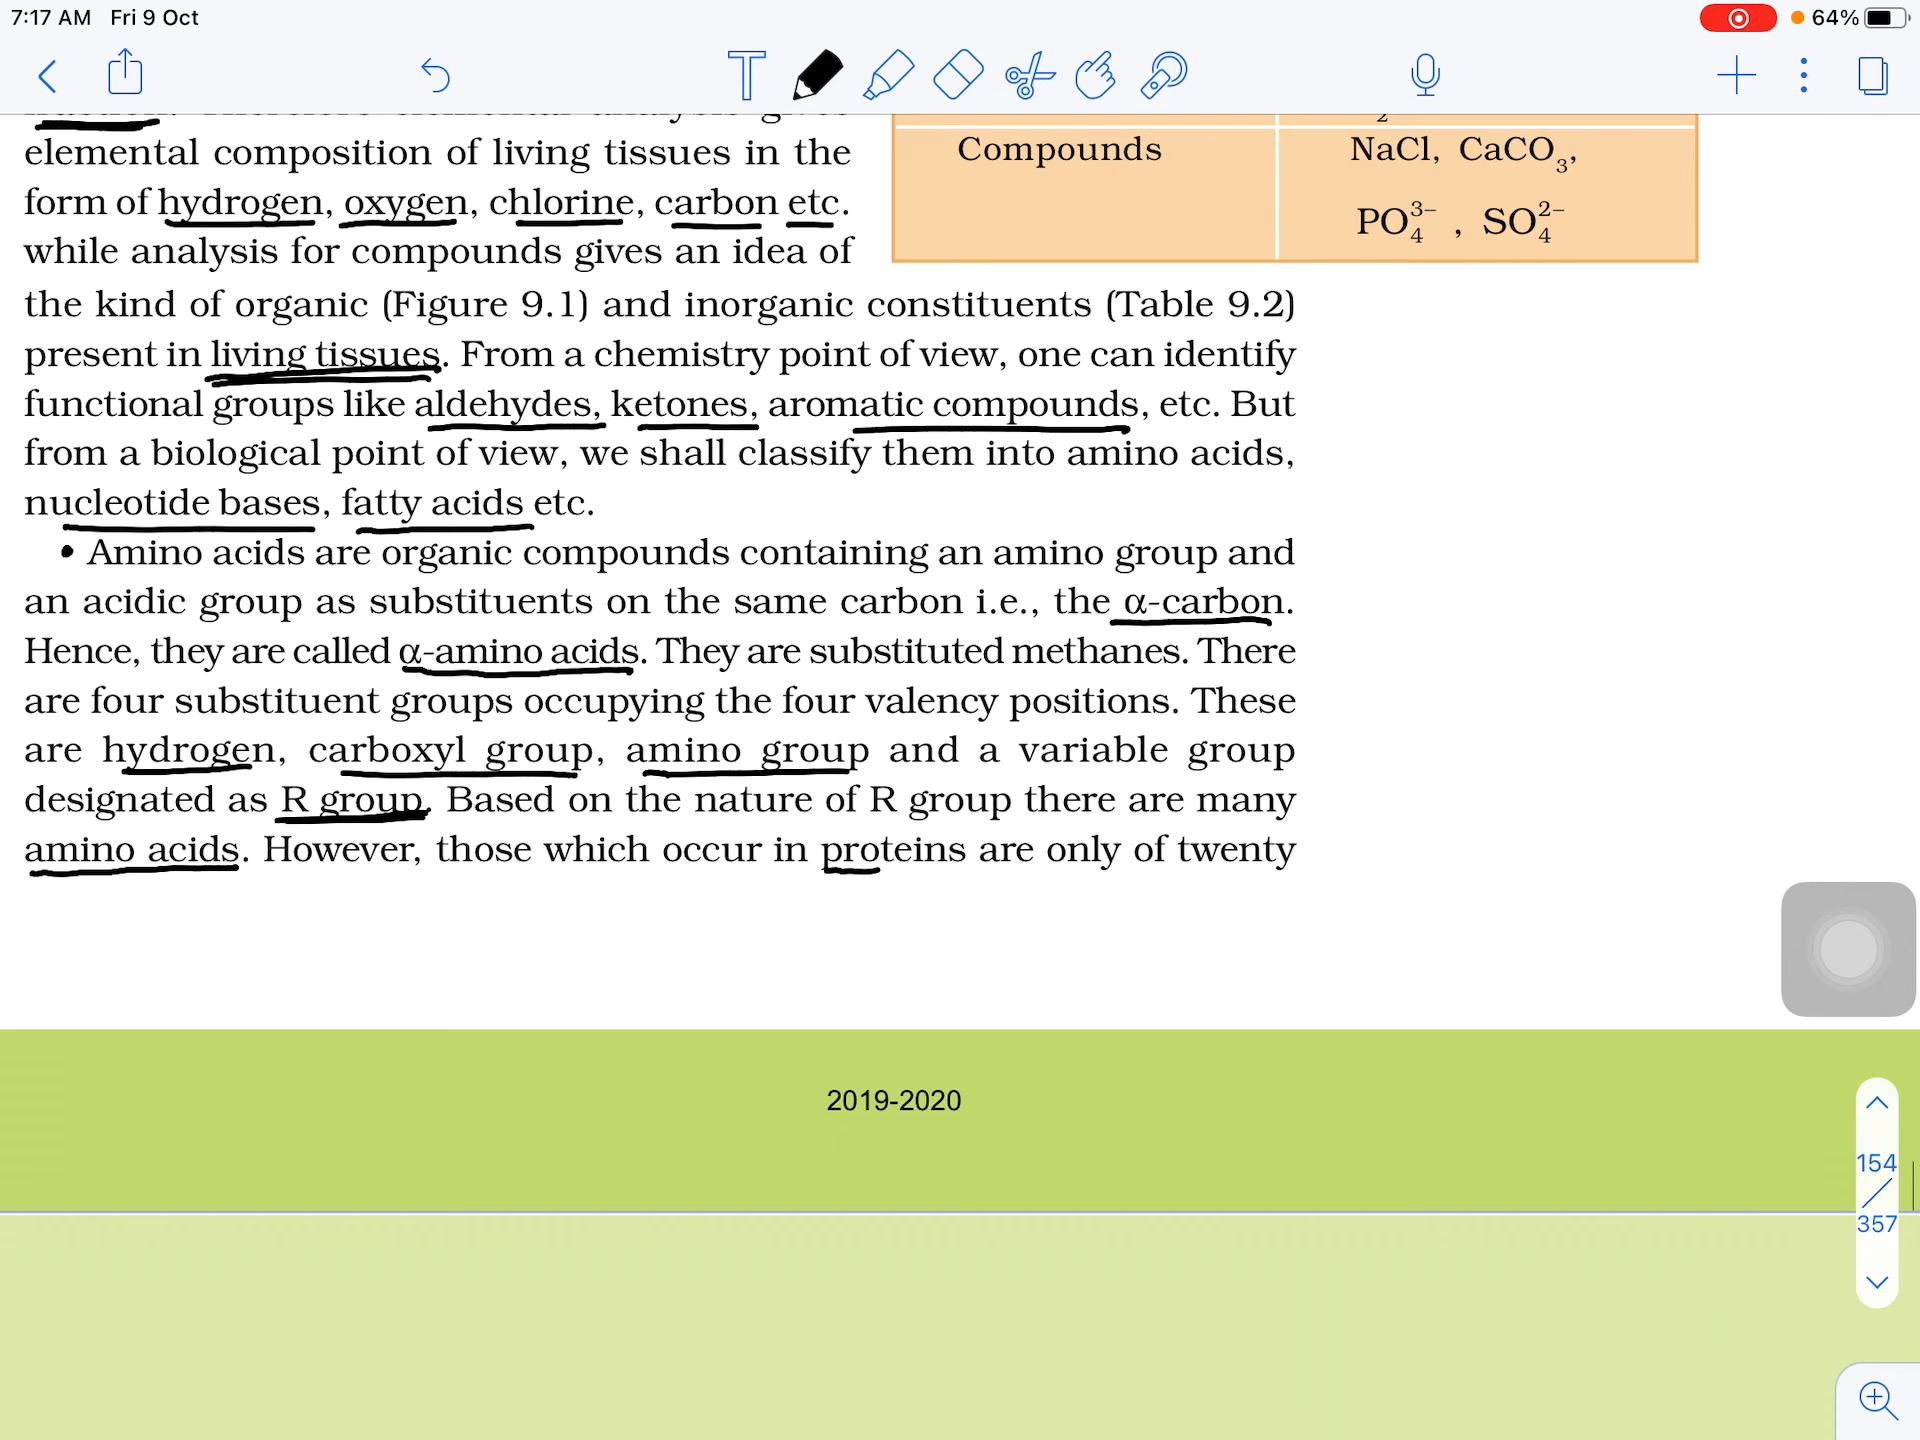 7:17 AM Fri 9 Oct
64%
elemental composition of living tissues in the
form of hydrogen, oxygen, chlorine, carbon etc.
while analysis for compounds gives an idea of
Compounds NaCl, CaCO₃,
PO₄³⁻ , SO₄²⁻
the kind of organic (Figure 9.1) and inorganic constituents (Table 9.2)
present in living tissues. From a chemistry point of view, one can identify
functional groups like aldehydes, ketones, aromatic compounds, etc. But
from a biological point of view, we shall classify them into amino acids,
nucleotide bases, fatty acids etc.
• Amino acids are organic compounds containing an amino group and
an acidic group as substituents on the same carbon i.e., the α-carbon.
Hence, they are called α-amino acids. They are substituted methanes. There
are four substituent groups occupying the four valency positions. These
are hydrogen, carboxyl group, amino group and a variable group
designated as R group. Based on the nature of R group there are many
amino acids. However, those which occur in proteins are only of twenty
2019-2020
154
357